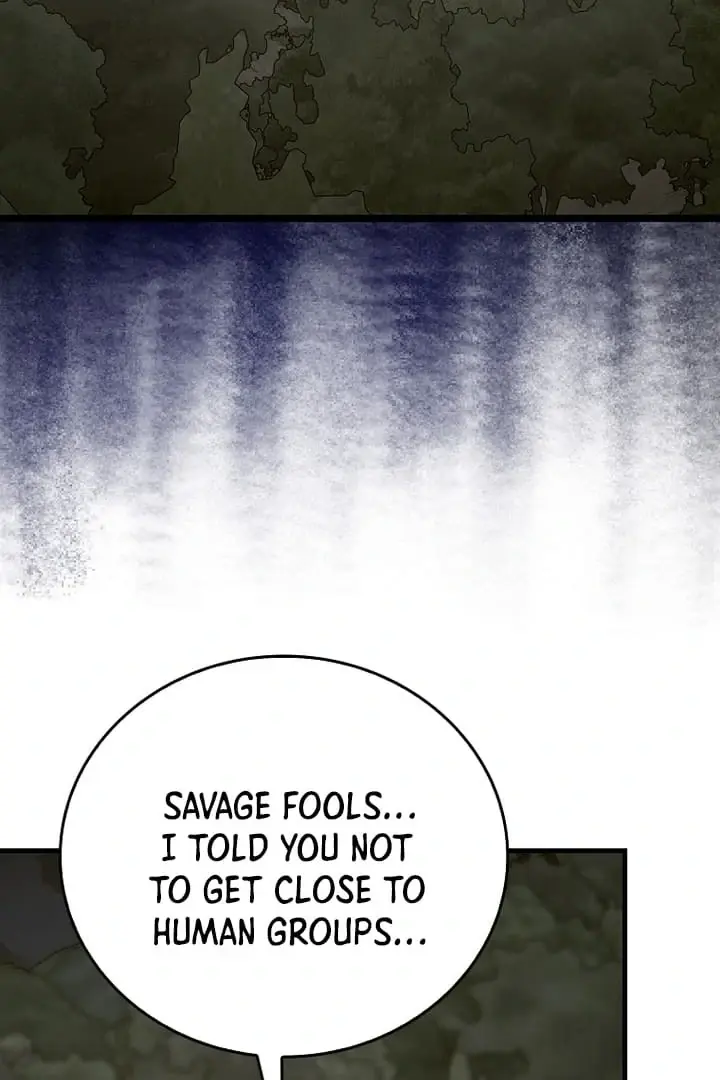 SAVAGE FOOLS...
I TOLD YOU NOT
TO GET CLOSE TO
HUMAN GROUPS...